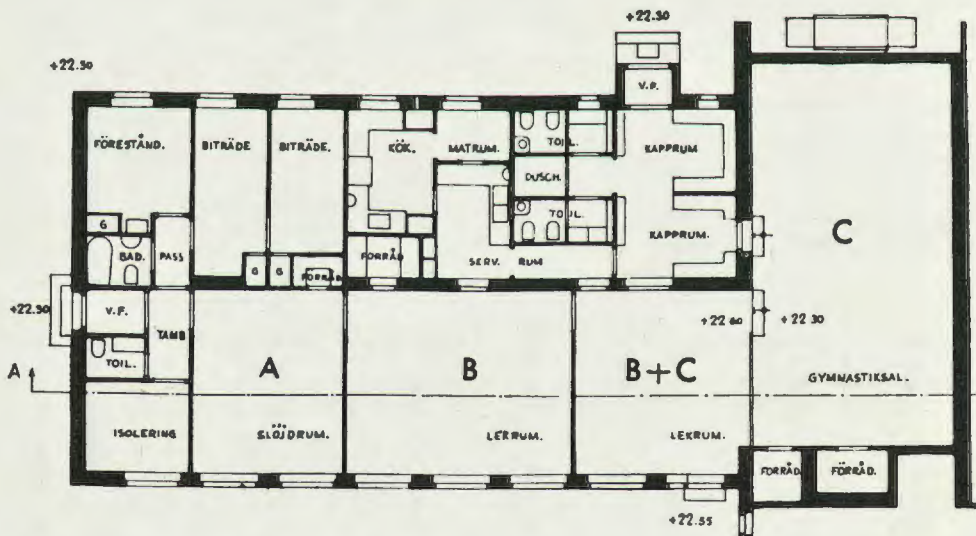 +22.30
+22.30
V.F.
FÖRESTÅND.
BITRÄDE
BITRÄDE.
KÖK.
MATRUM.
TOIL.
KAPPRUM
DUSCH.
G
BAD.
PASS
TOIL.
KAPPRUM.
C
G
G
FÖRRÅD
FÖRRÅD
SERV. RUM
+22.30
V.F.
TAMB
+22.60
+22.30
TOIL.
A
A
B
B+C
GYMNASTIKSAL.
ISOLERING
SLÖJDRUM.
LEKRUM.
LEKRUM.
FÖRRÅD.
FÖRRÅD.
+22.55